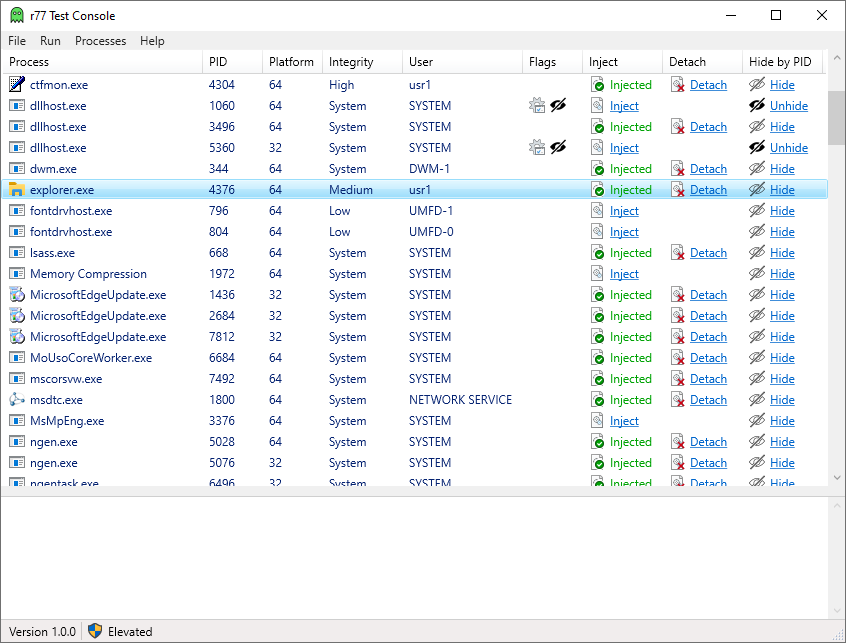 r77 Test Console
File Run Processes Help
Process PID Platform Integrity User Flags Inject Detach Hide by PID
ctfmon.exe 4304 64 High usr1 Injected Detach Hide
dllhost.exe 1060 64 System SYSTEM Inject Unhide
dllhost.exe 3496 64 System SYSTEM Injected Detach Hide
dllhost.exe 5360 32 System SYSTEM Inject Unhide
dwm.exe 344 64 System DWM-1 Injected Detach Hide
explorer.exe 4376 64 Medium usr1 Injected Detach Hide
fontdrvhost.exe 796 64 Low UMFD-1 Inject Hide
fontdrvhost.exe 804 64 Low UMFD-0 Inject Hide
lsass.exe 668 64 System SYSTEM Injected Detach Hide
Memory Compression 1972 64 System SYSTEM Inject Hide
MicrosoftEdgeUpdate.exe 1436 32 System SYSTEM Injected Detach Hide
MicrosoftEdgeUpdate.exe 2684 32 System SYSTEM Injected Detach Hide
MicrosoftEdgeUpdate.exe 7812 32 System SYSTEM Injected Detach Hide
MoUsoCoreWorker.exe 6684 64 System SYSTEM Injected Detach Hide
mscorsvw.exe 7492 64 System SYSTEM Injected Detach Hide
msdtc.exe 1800 64 System NETWORK SERVICE Injected Detach Hide
MsMpEng.exe 3376 64 System SYSTEM Inject Hide
ngen.exe 5028 64 System SYSTEM Injected Detach Hide
ngen.exe 5076 32 System SYSTEM Injected Detach Hide
ngentask.exe 6496 32 System SYSTEM Injected Detach Hide
Version 1.0.0 Elevated